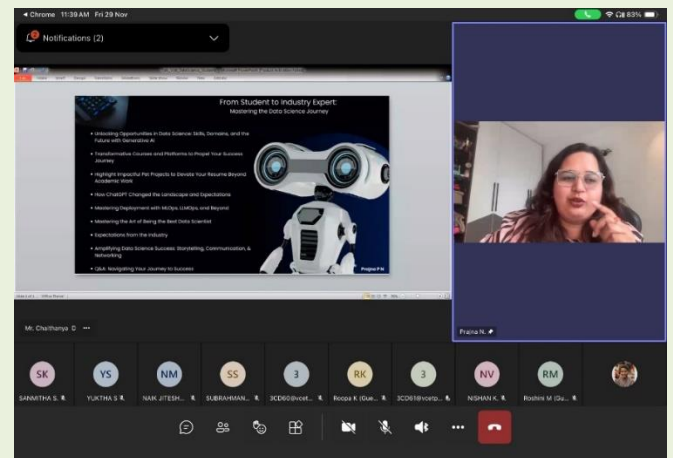 Chrome 11:39 AM Fri 29 Nov
83%
7
Notifications (2)
From Student to Industry Expert:
Mastering the Data Science Journey
• Unlocking Opportunities in Data Science: Skills, Domains, and the
Future with Generative AI
• Transformative Courses and Platforms to Propel Your Success
Journey
• Highlight Impactful Pet Projects to Elevate Your Resume Beyond
Academic Work
• How ChatGPT Changed the Landscape and Expectations
• Mastering Deployment with MLOps, LLMOps, and Beyond
• Mastering the Art of Being the Best Data Scientist
• Expectations from the Industry
• Amplifying Data Science Success: Storytelling, Communication, &
Networking
• Q&A: Navigating Your Journey to Success
Prajna P N
Mr. Chaithanya D •••
Prajna N.
SK YS NM SS 3 RK 3 NV RM
SANMITHA S. YUKTHA S NAIK JITESH... SUBRAHMAN... 3CD60@vcet... Roopa K (Gue... 3CD61@vcetp... NISHAN K. Roshini M (Gu...